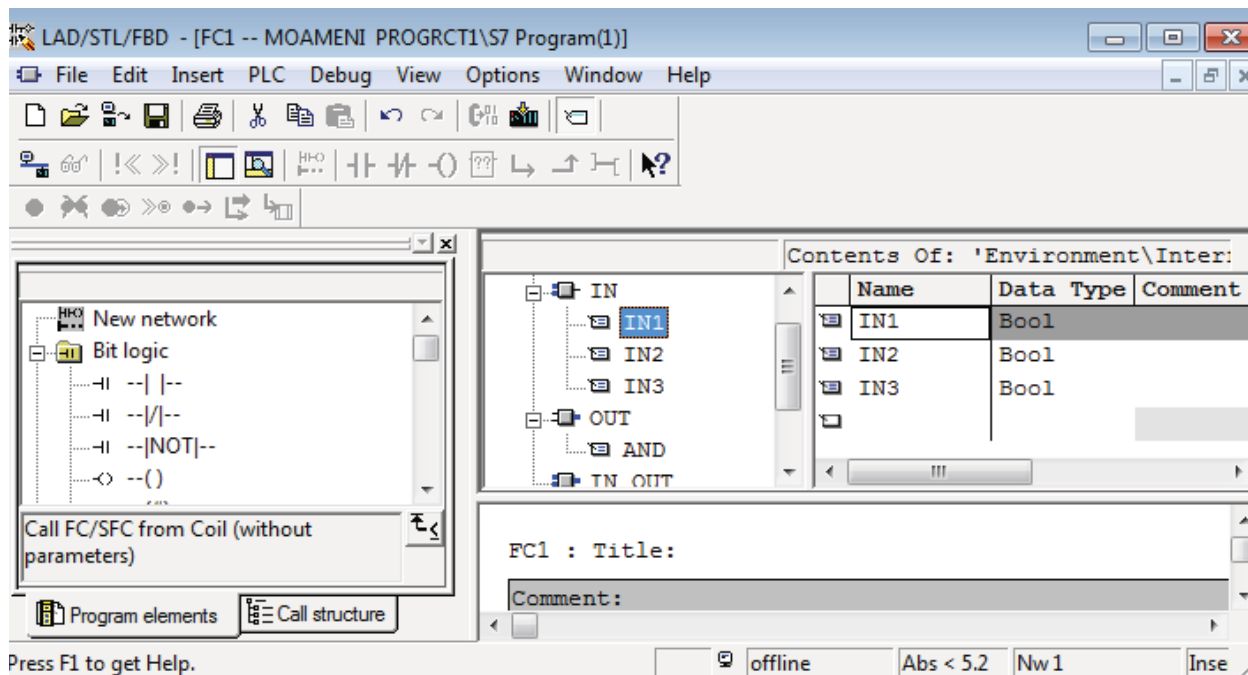 LAD/STL/FBD - [FC1 -- MOAMENI PROGRCT1\S7 Program(1)]
File Edit Insert PLC Debug View Options Window Help
New network
Bit logic
--| |--
--|/|--
--|NOT|--
--( )
Call FC/SFC from Coil (without
parameters)
Program elements
Call structure
Contents Of: 'Environment\Inter
IN
IN1
IN2
IN3
OUT
AND
IN_OUT
Name Data Type Comment
IN1 Bool
IN2 Bool
IN3 Bool
FC1 : Title:
Comment:
Press F1 to get Help.
offline Abs < 5.2 Nw 1 Inse